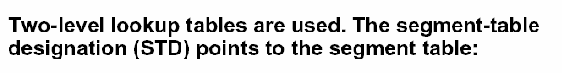 Two-level lookup tables are used. The segment-table
designation (STD) points to the segment table: